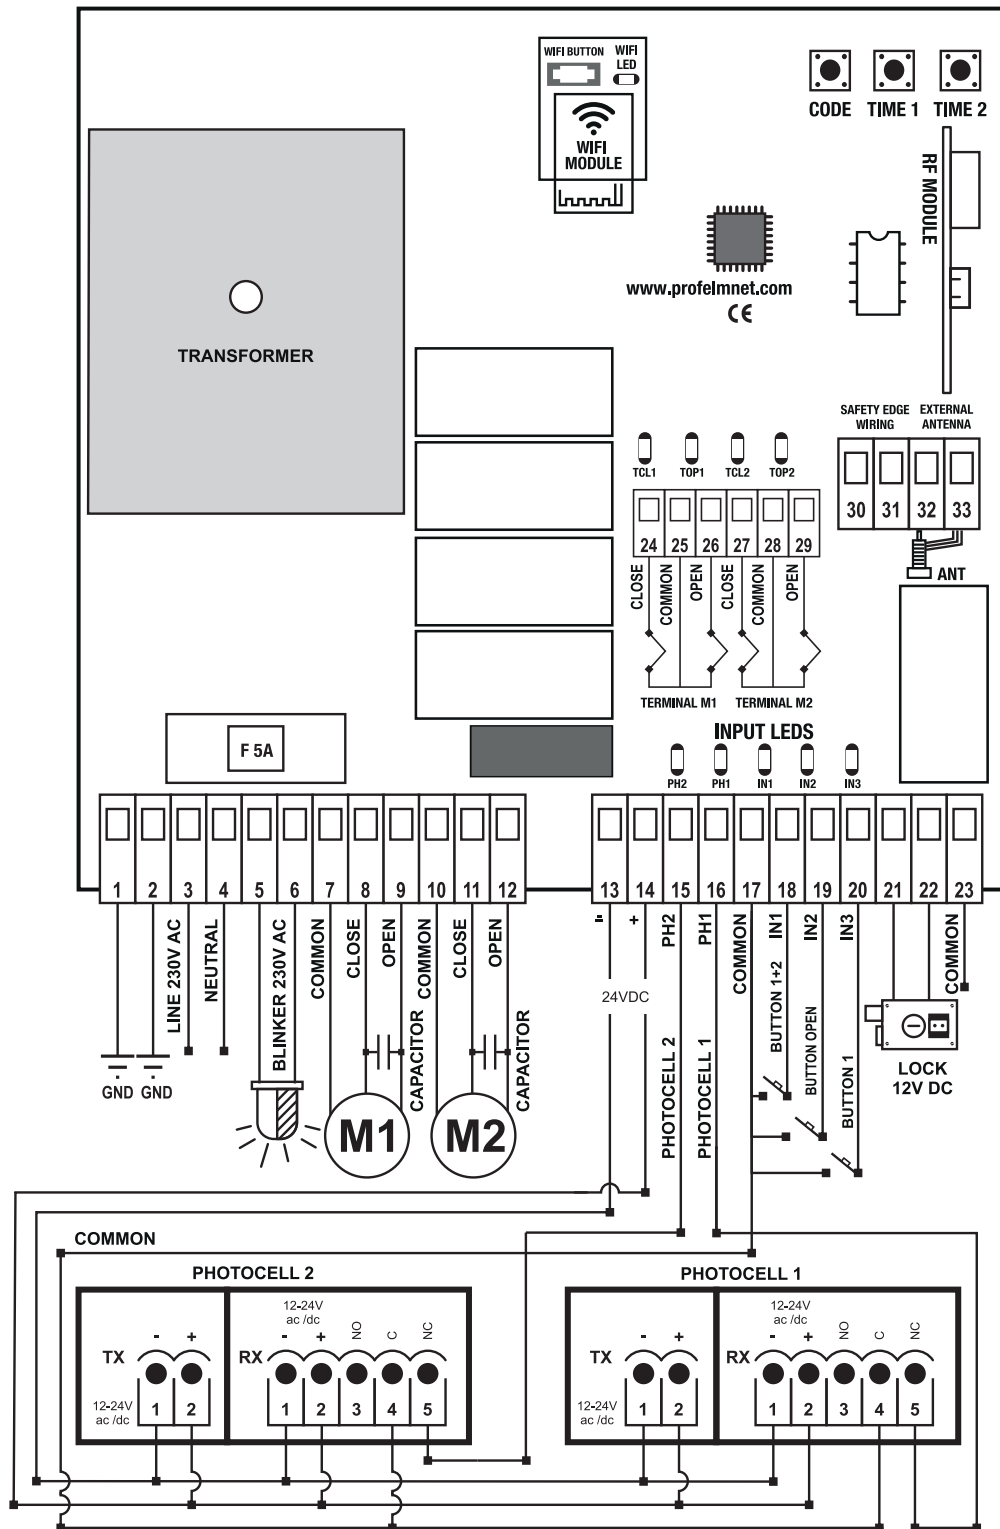 WIFI BUTTON
WIFI
LED
WIFI
MODULE
CODE
TIME 1
TIME 2
RF MODULE
www.profelmnet.com
CE
TRANSFORMER
SAFETY EDGE
WIRING
EXTERNAL
ANTENNA
30 31 32 33
ANT
TCL1 TOP1 TCL2 TOP2
24 25 26 27 28 29
CLOSE
COMMON
OPEN
CLOSE
COMMON
OPEN
TERMINAL M1
TERMINAL M2
INPUT LEDS
PH2 PH1 IN1 IN2 IN3
F 5A
1 2 3 4 5 6 7 8 9 10 11 12
13 14 15 16 17 18 19 20 21 22 23
GND
GND
LINE 230V AC
NEUTRAL
BLINKER 230V AC
COMMON
CLOSE
OPEN
CAPACITOR
COMMON
CLOSE
OPEN
CAPACITOR
M1
M2
-
+
24VDC
PH2
PHOTOCELL 2
PH1
PHOTOCELL 1
COMMON
IN1
BUTTON 1+2
IN2
BUTTON OPEN
IN3
BUTTON 1
COMMON
LOCK
12V DC
COMMON
PHOTOCELL 2
TX
- +
12-24V
ac /dc
1 2
RX
12-24V
ac /dc
- + NO C NC
1 2 3 4 5
PHOTOCELL 1
TX
- +
12-24V
ac /dc
1 2
RX
12-24V
ac /dc
- + NO C NC
1 2 3 4 5